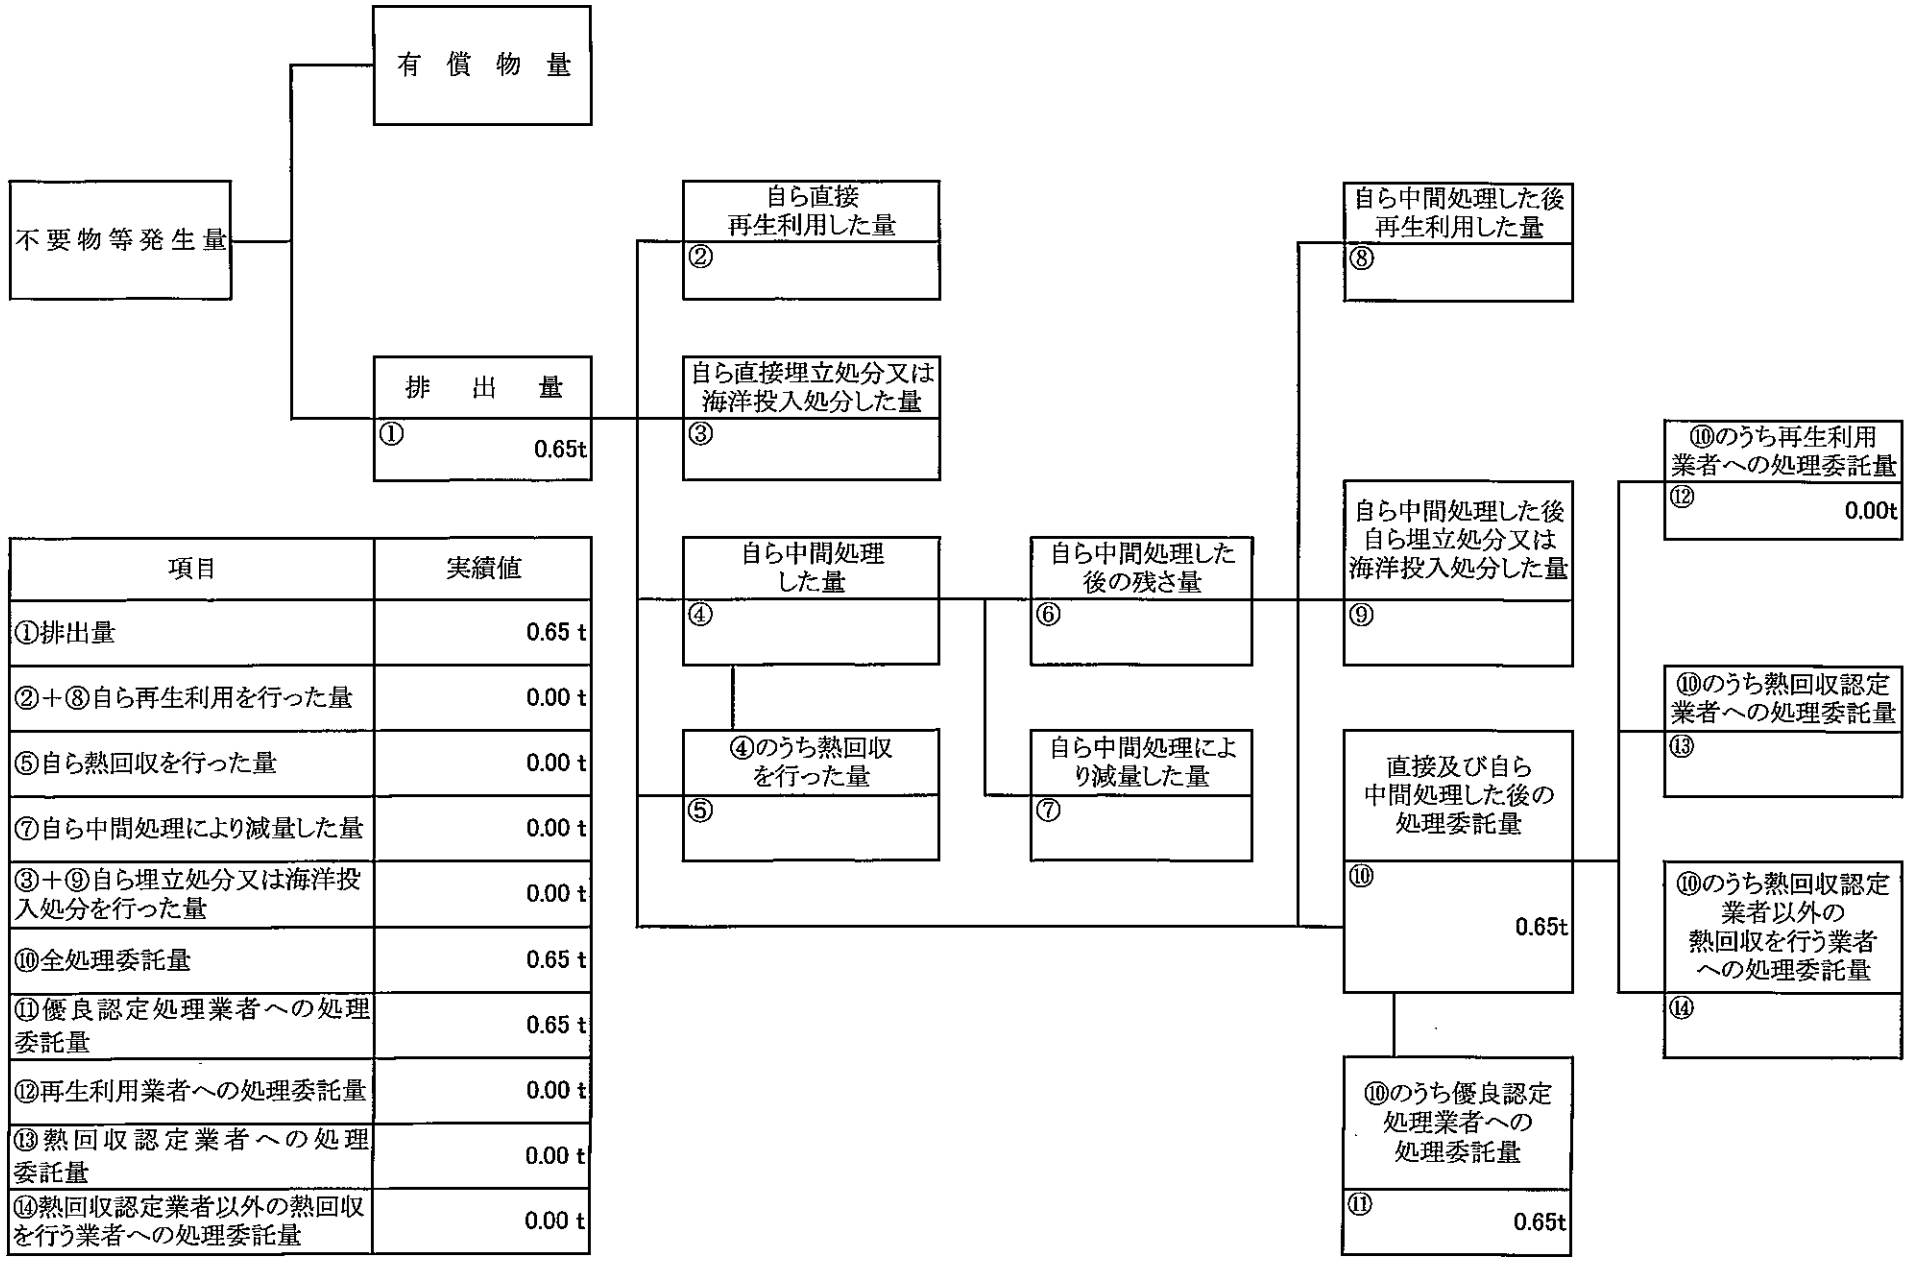 有償物量
不要物等発生量
排出量
①
0.65t
自ら直接
再生利用した量
②
自ら直接埋立処分又は
海洋投入処分した量
③
自ら中間処理
した量
④
④のうち熱回収
を行った量
⑤
自ら中間処理した
後の残さ量
⑥
自ら中間処理によ
り減量した量
⑦
自ら中間処理した後
再生利用した量
⑧
自ら中間処理した後
自ら埋立処分又は
海洋投入処分した量
⑨
直接及び自ら
中間処理した後の
処理委託量
⑩
0.65t
⑩のうち優良認定
処理業者への
処理委託量
⑪
0.65t
⑩のうち再生利用
業者への処理委託量
⑫
0.00t
⑩のうち熱回収認定
業者への処理委託量
⑬
⑩のうち熱回収認定
業者以外の
熱回収を行う業者
への処理委託量
⑭
項目 実績値
①排出量 0.65 t
②＋⑧自ら再生利用を行った量 0.00 t
⑤自ら熱回収を行った量 0.00 t
⑦自ら中間処理により減量した量 0.00 t
③＋⑨自ら埋立処分又は海洋投
入処分を行った量 0.00 t
⑩全処理委託量 0.65 t
⑪優良認定処理業者への処理
委託量 0.65 t
⑫再生利用業者への処理委託量 0.00 t
⑬熱回収認定業者への処理
委託量 0.00 t
⑭熱回収認定業者以外の熱回収
を行う業者への処理委託量 0.00 t